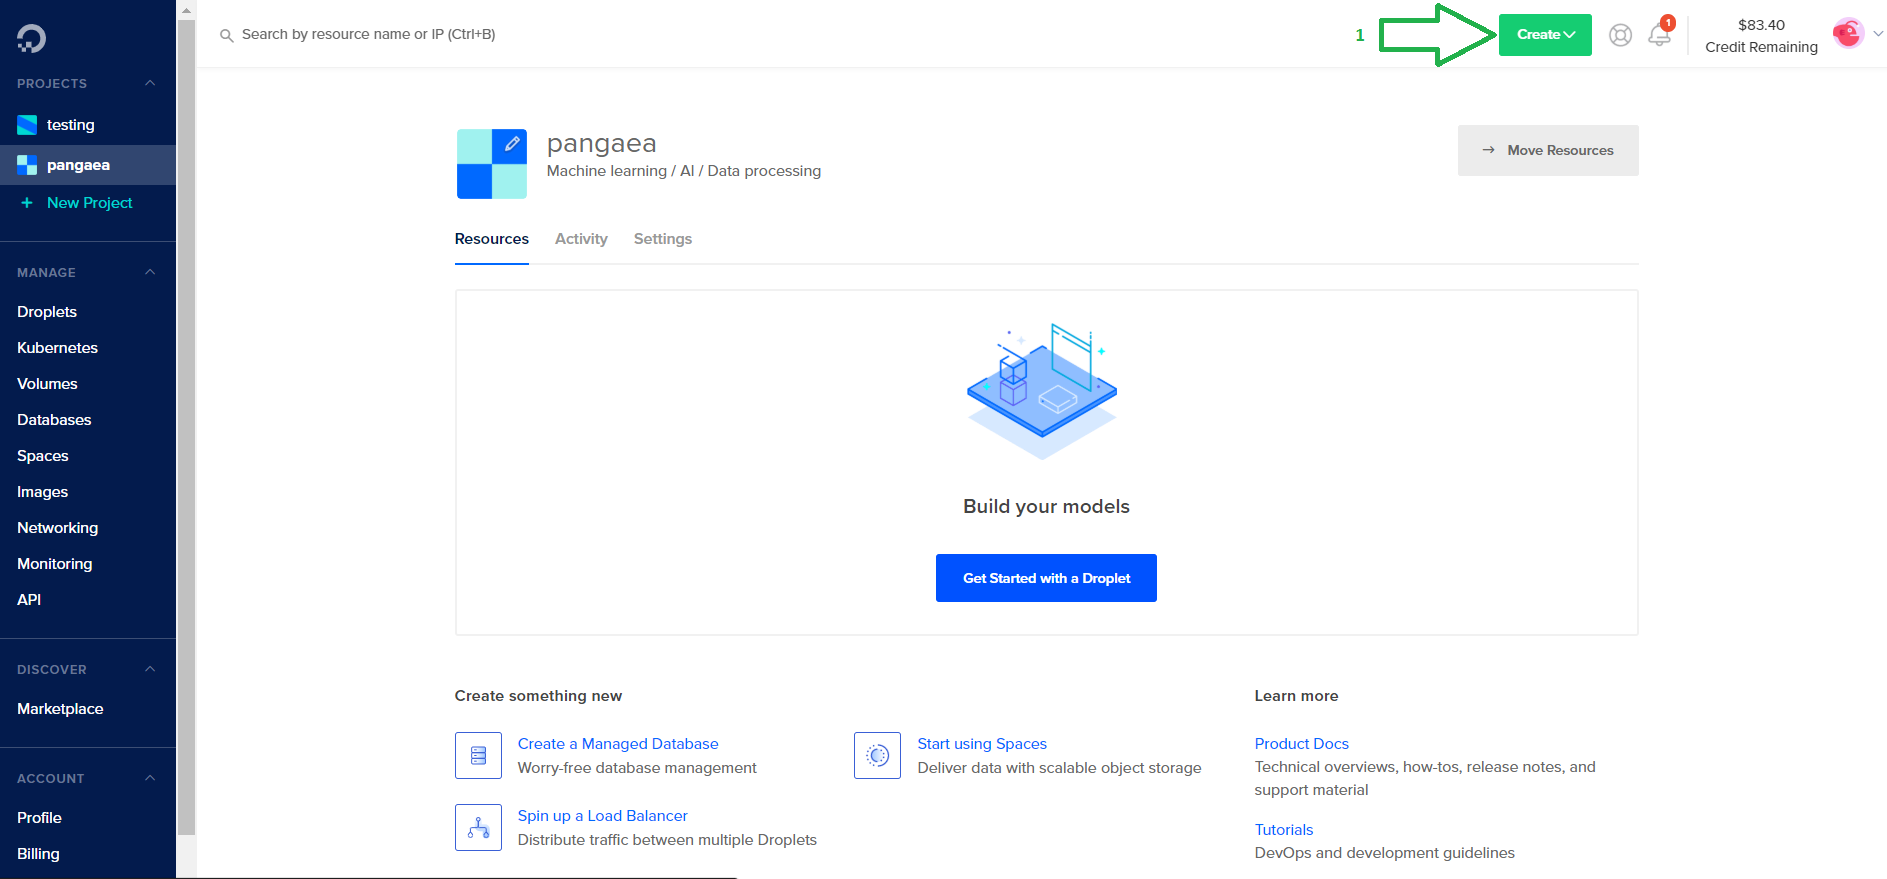 PROJECTS
testing
pangaea
+ New Project
MANAGE
Droplets
Kubernetes
Volumes
Databases
Spaces
Images
Networking
Monitoring
API
DISCOVER
Marketplace
ACCOUNT
Profile
Billing
Search by resource name or IP (Ctrl+B)
1
Create
1
$83.40
Credit Remaining
pangaea
Machine learning / AI / Data processing
→ Move Resources
Resources Activity Settings
Build your models
Get Started with a Droplet
Create something new
Create a Managed Database
Worry-free database management
Spin up a Load Balancer
Distribute traffic between multiple Droplets
Start using Spaces
Deliver data with scalable object storage
Learn more
Product Docs
Technical overviews, how-tos, release notes, and
support material
Tutorials
DevOps and development guidelines